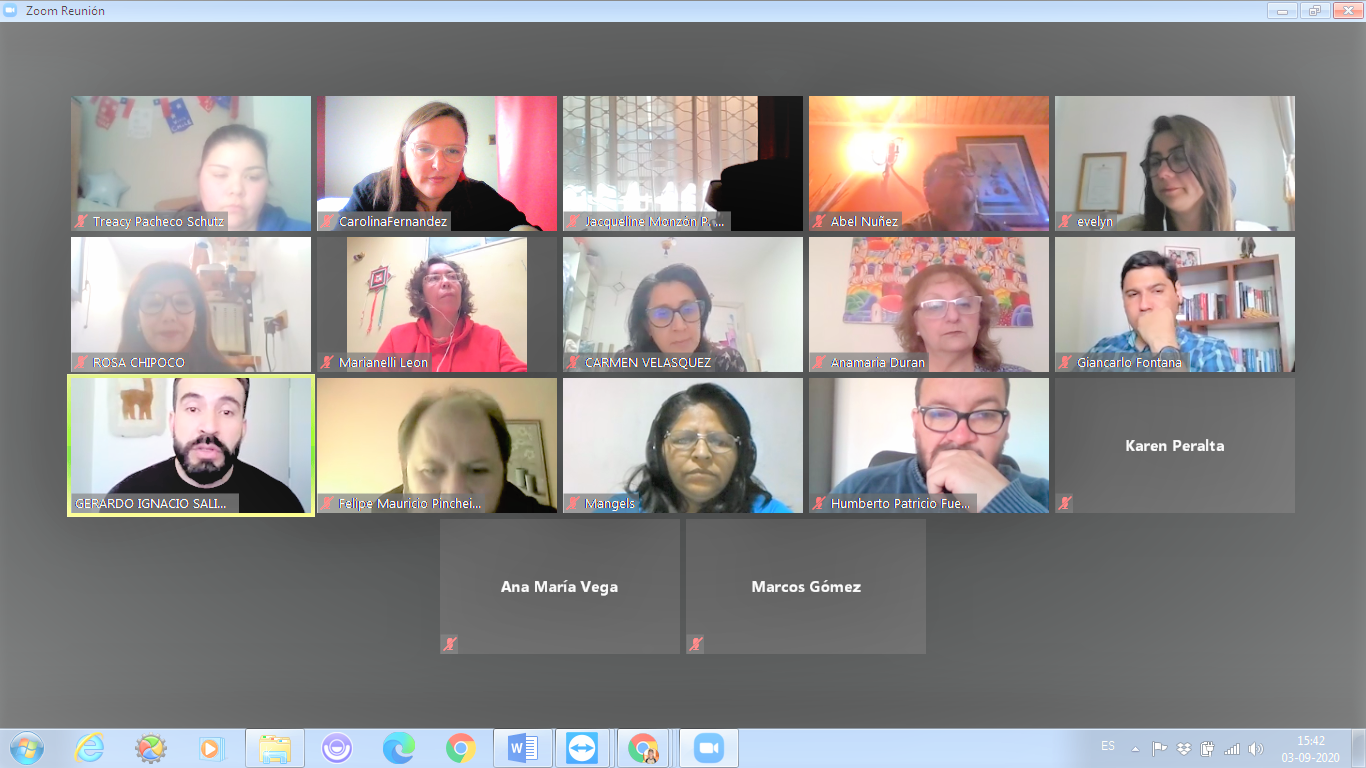 Zoom Reunión
Treacy Pacheco Schutz
CarolinaFernandez
Jacqueline Monzón P....
Abel Nuñez
evelyn
ROSA CHIPOCO
Marianelli Leon
CARMEN VELASQUEZ
Anamaria Duran
Giancarlo Fontana
GERARDO IGNACIO SALI...
Felipe Mauricio Pinchei...
Mangels
Humberto Patricio Fue...
Karen Peralta
Ana María Vega
Marcos Gómez
ES
15:42
03-09-2020